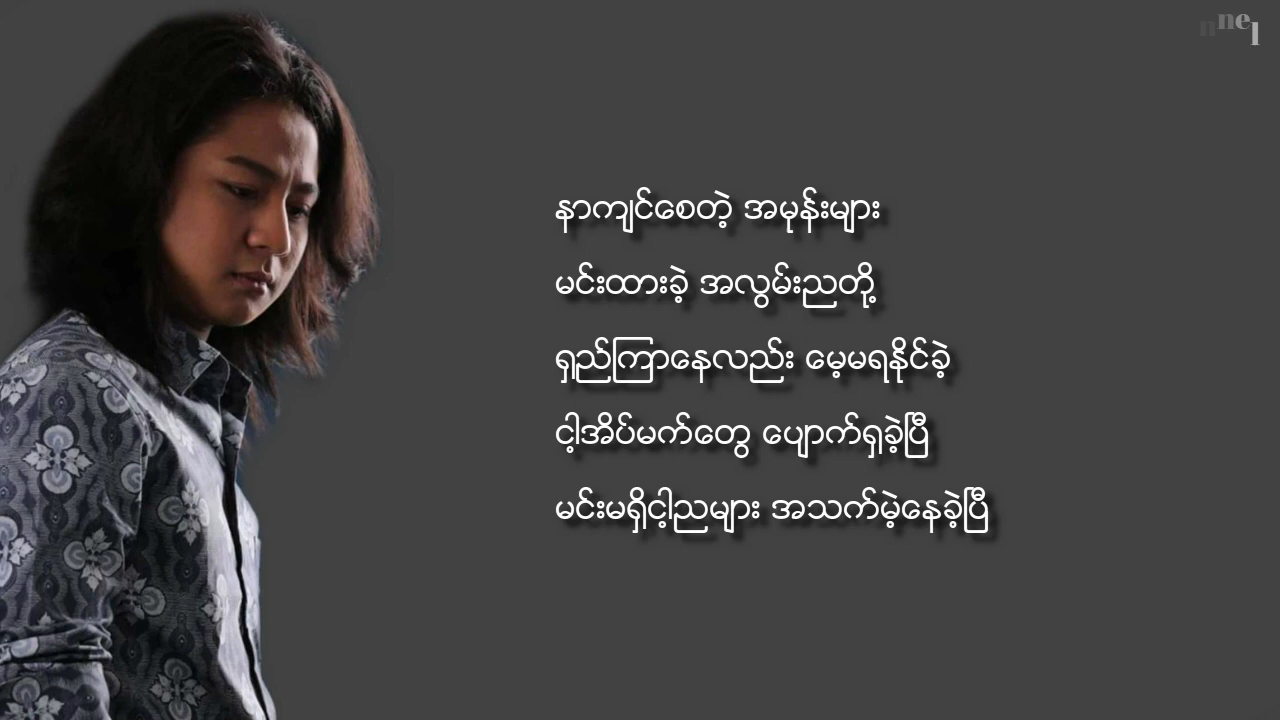 nnel
နာကျင်စေတဲ့ အမုန်းများ
မင်းထားခဲ့ အလွမ်းညတို့
ရှည်ကြာနေလည်း မေ့မရနိုင်ခဲ့
ငါ့အိပ်မက်တွေ ပျောက်ရှခဲ့ပြီ
မင်းမရှိငါ့ညများ အသက်မဲ့နေခဲ့ပြီ